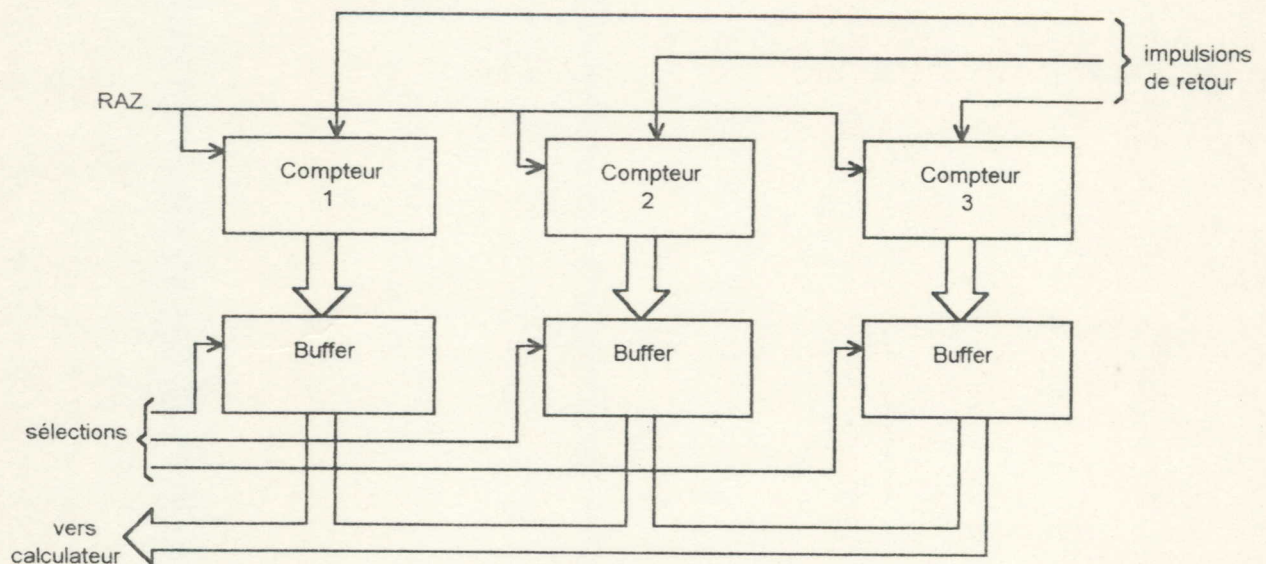 impulsions
de retour
RAZ
Compteur
1
Compteur
2
Compteur
3
Buffer
Buffer
Buffer
sélections
vers
calculateur